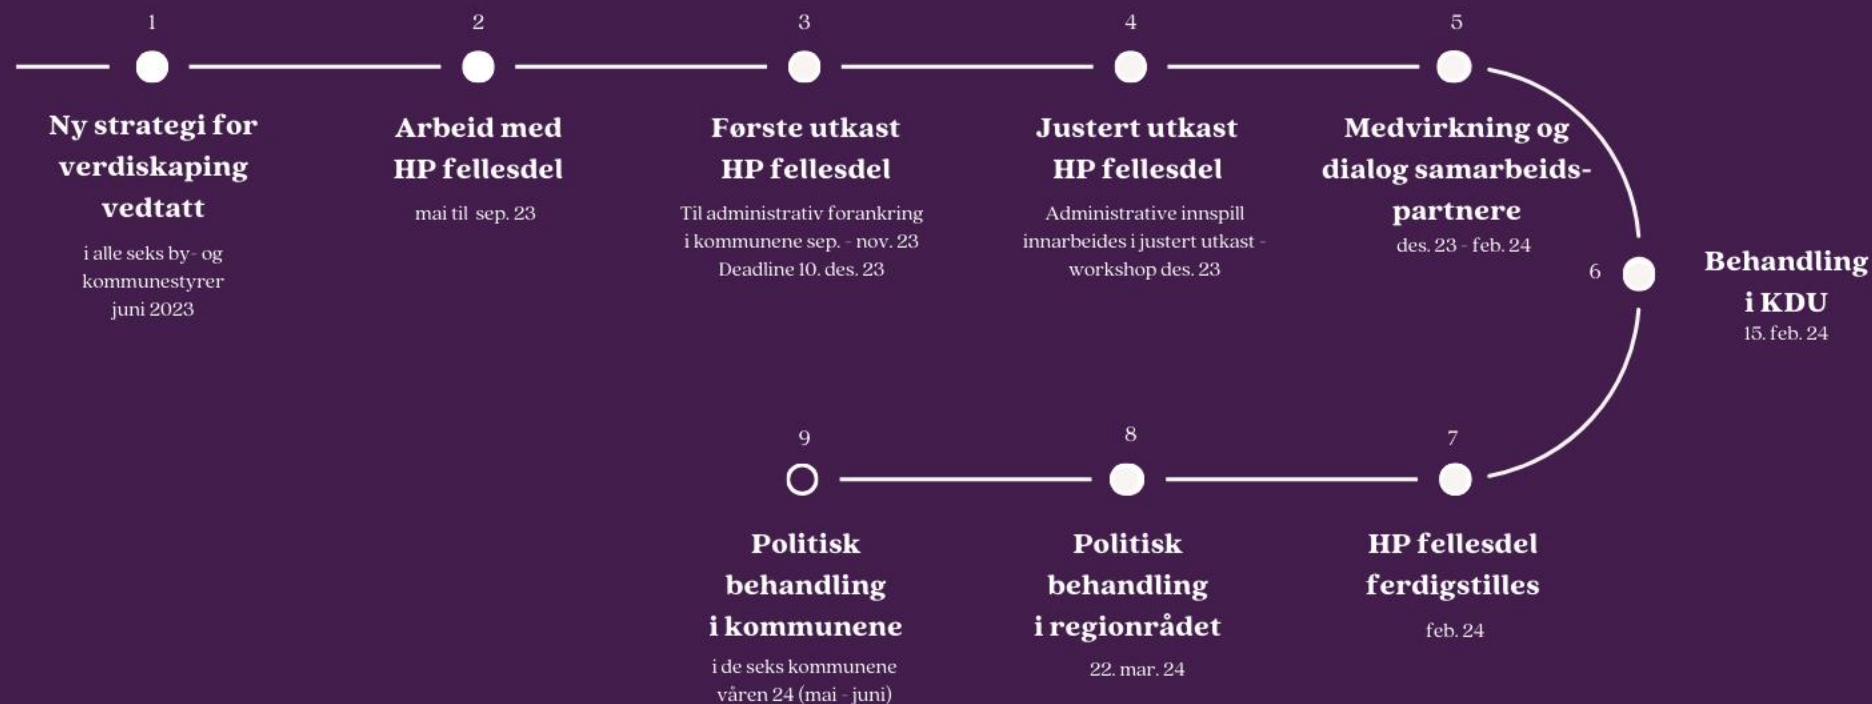 1
Ny strategi for
verdiskaping
vedtatt
i alle seks by- og
kommunestyrer
juni 2023
2
Arbeid med
HP fellesdel
mai til sep. 23
3
Første utkast
HP fellesdel
Til administrativ forankring
i kommunene sep. - nov. 23
Deadline 10. des. 23
4
Justert utkast
HP fellesdel
Administrative innspill
innarbeides i justert utkast -
workshop des. 23
5
Medvirkning og
dialog samarbeids-
partnere
des. 23 - feb. 24
6
Behandling
i KDU
15. feb. 24
7
HP fellesdel
ferdigstilles
feb. 24
8
Politisk
behandling
i regionrådet
22. mar. 24
9
Politisk
behandling
i kommunene
i de seks kommunene
våren 24 (mai - juni)